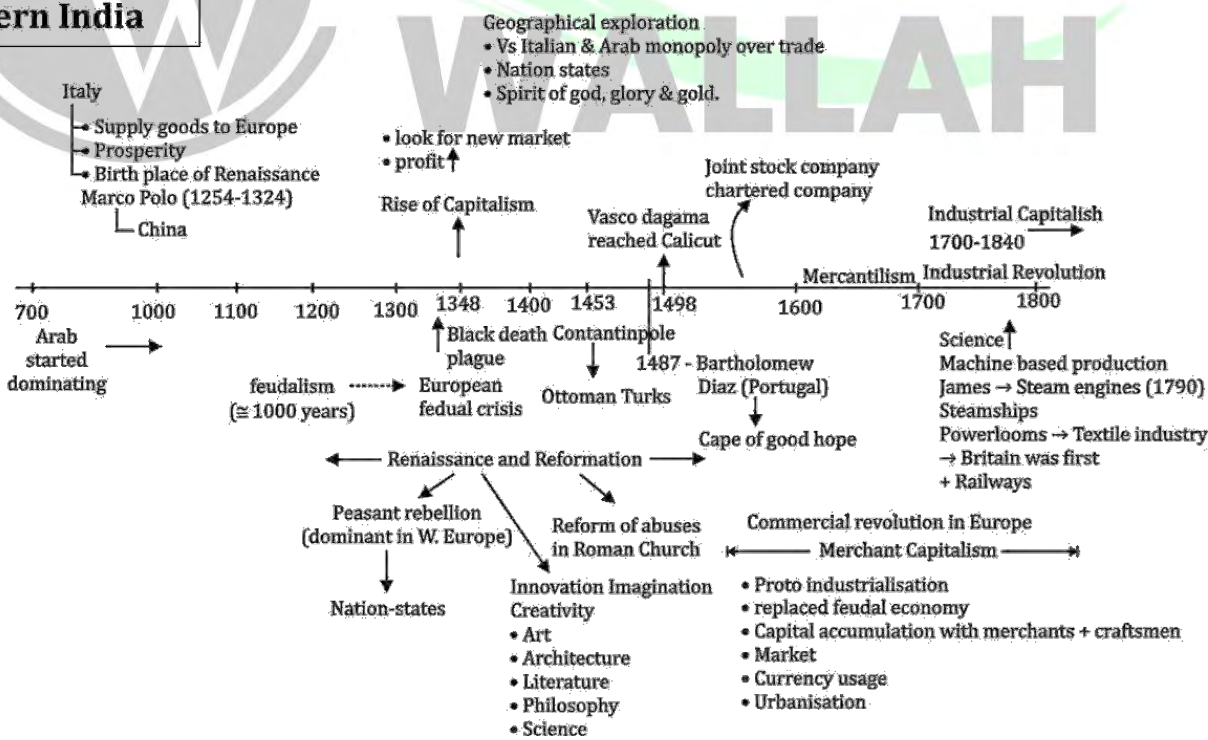 ern India
WALLAH
Geographical exploration
• Vs Italian & Arab monopoly over trade
• Nation states
• Spirit of god, glory & gold.
Italy
• Supply goods to Europe
• Prosperity
• Birth place of Renaissance
Marco Polo (1254-1324)
China
• look for new market
• profit↑
Rise of Capitalism
Vasco dagama
reached Calicut
Joint stock company
chartered company
Industrial Capitalish
1700-1840
Mercantilism
Industrial Revolution
700 1000 1100 1200 1300 1348 1400 1453 1498 1600 1700 1800
Arab
started
dominating
feudalism
(≅ 1000 years)
Black death
plague
European
fedual crisis
Contantinpole
Ottoman Turks
1487 - Bartholomew
Diaz (Portugal)
Cape of good hope
Science↑
Machine based production
James → Steam engines (1790)
Steamships
Powerlooms → Textile industry
→ Britain was first
+ Railways
Renaissance and Reformation
Peasant rebellion
(dominant in W. Europe)
Nation-states
Reform of abuses
in Roman Church
Innovation Imagination
Creativity
• Art
• Architecture
• Literature
• Philosophy
• Science
Commercial revolution in Europe
Merchant Capitalism
• Proto industrialisation
• replaced feudal economy
• Capital accumulation with merchants + craftsmen
• Market
• Currency usage
• Urbanisation